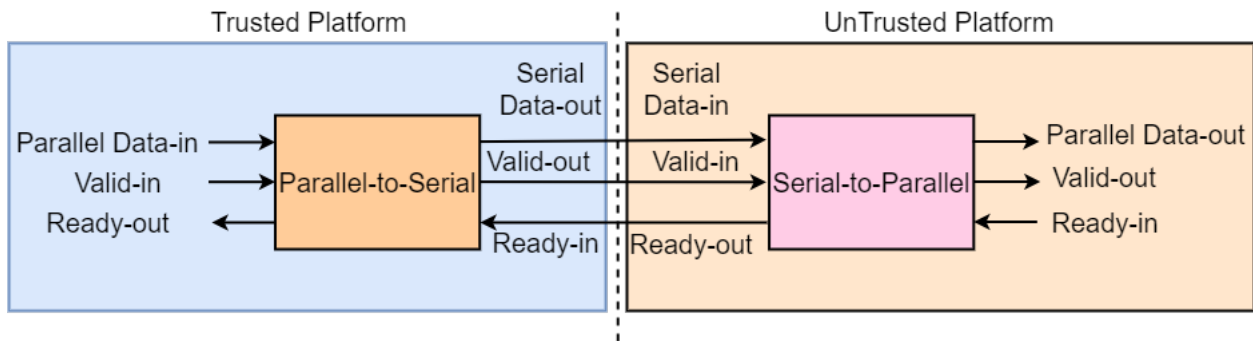 Trusted Platform
UnTrusted Platform
Serial
Data-out
Serial
Data-in
Parallel Data-in
Valid-in
Ready-out
Parallel-to-Serial
Valid-out
Ready-in
Valid-in
Ready-out
Serial-to-Parallel
Parallel Data-out
Valid-out
Ready-in